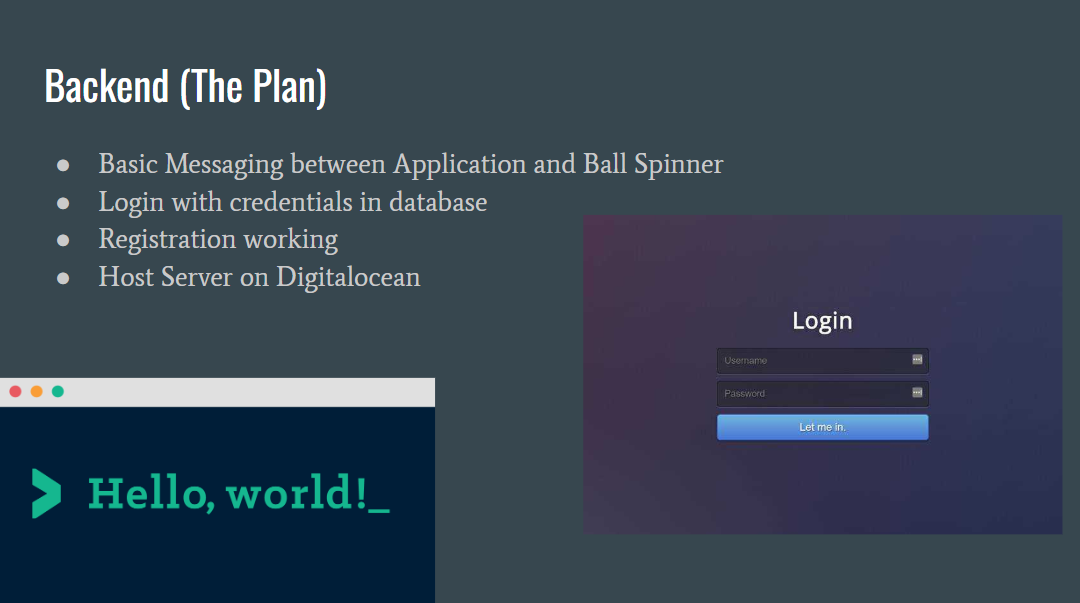 Backend (The Plan)
● Basic Messaging between Application and Ball Spinner
● Login with credentials in database
● Registration working
● Host Server on Digitalocean
Login
Username
Password
Let me in.
> Hello, world!_